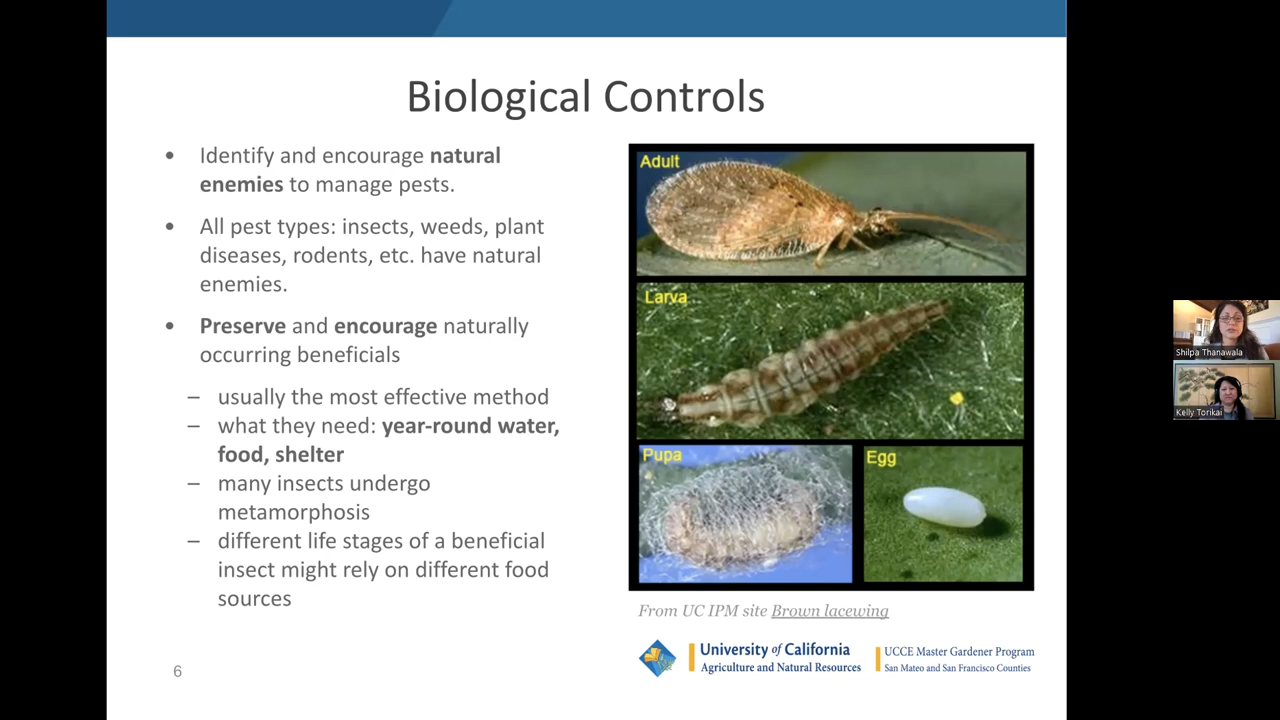 Biological Controls
• Identify and encourage natural
enemies to manage pests.
• All pest types: insects, weeds, plant
diseases, rodents, etc. have natural
enemies.
• Preserve and encourage naturally
occurring beneficials
– usually the most effective method
– what they need: year-round water,
food, shelter
– many insects undergo
metamorphosis
– different life stages of a beneficial
insect might rely on different food
sources
6
Adult
Larva
Pupa
Egg
From UC IPM site Brown lacewing
University of California
Agriculture and Natural Resources
UCCE Master Gardener Program
San Mateo and San Francisco Counties
Shilpa Thanawala
Kelly Torikai